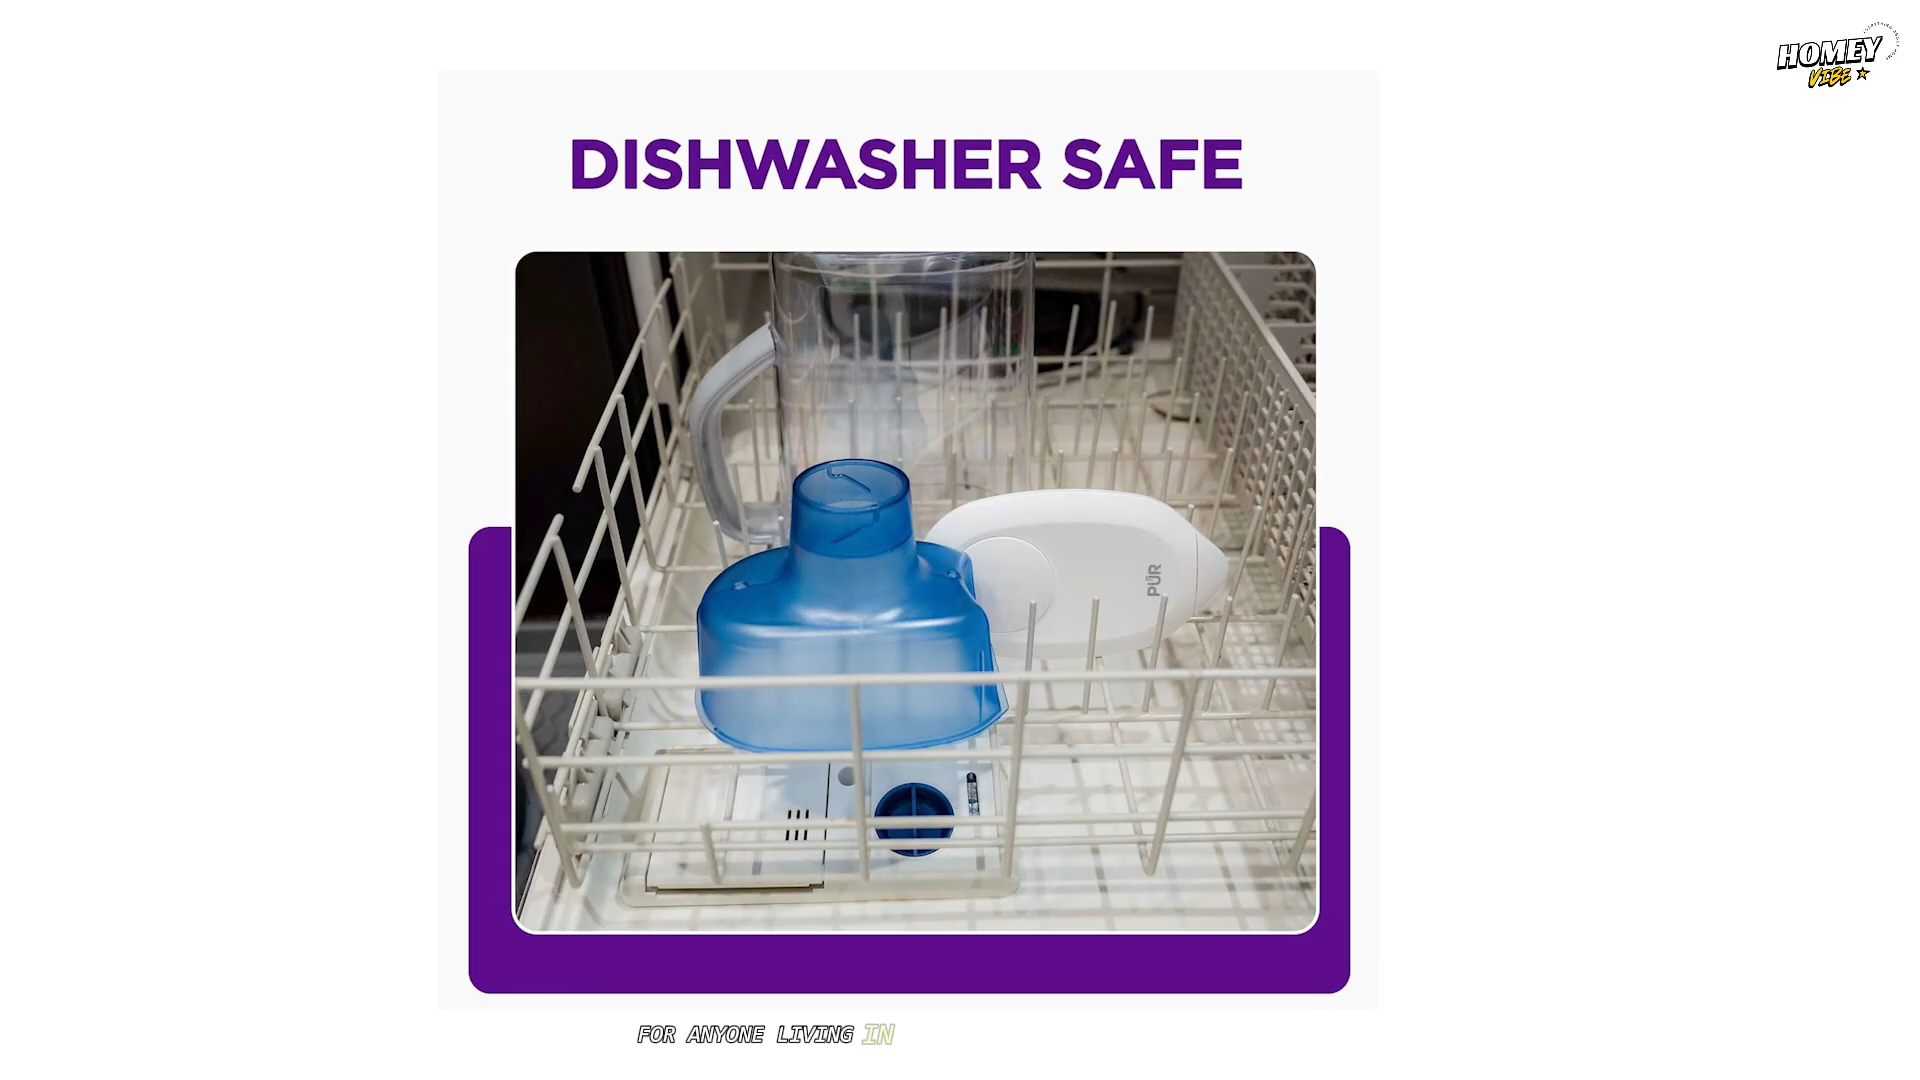 HOMEY
VIBE
DISHWASHER SAFE
PUR
FOR ANYONE LIVING IN